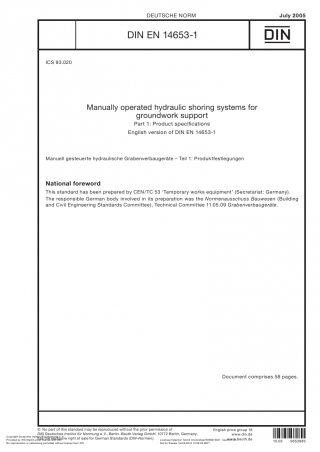 DEUTSCHE NORM
July 2005
DIN EN 14653-1
DIN
ICS 93.020
Manually operated hydraulic shoring systems for
groundwork support
Part 1: Product specifications
English version of DIN EN 14653-1
Manuell gesteuerte hydraulische Grabenverbaugeräte – Teil 1: Produktfestlegungen
National foreword
This standard has been prepared by CEN/TC 53 'Temporary works equipment' (Secretariat: Germany).
The responsible German body involved in its preparation was the Normenausschuss Bauwesen (Building
and Civil Engineering Standards Committee), Technical Committee 11.05.09 Grabenverbaugeräte.
Document comprises 58 pages.
No part of this standard may be reproduced without the prior permission of
DIN Deutsches Institut für Normung e. V., Berlin. Beuth Verlag GmbH, 10772 Berlin, Germany,
right of sale for German Standards (DIN-Normen).
English price group
www.din.de
www.beuth.de